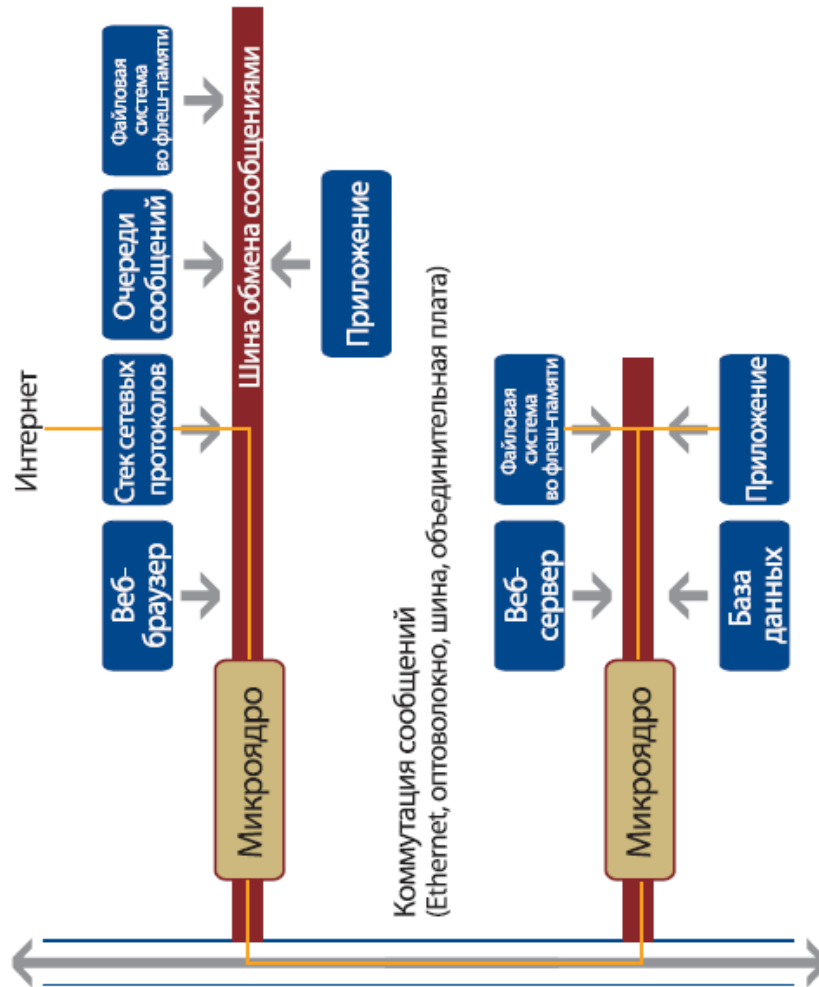 Интернет
Веб-
браузер
Стек сетевых
протоколов
Очереди
сообщений
Файловая
система
во флеш-памяти
Микроядро
Шина обмена сообщениями
Приложение
Коммутация сообщений
(Ethernet, оптоволокно, шина, объединительная плата)
Веб-
сервер
Файловая
система
во флеш-памяти
Микроядро
База
данных
Приложение